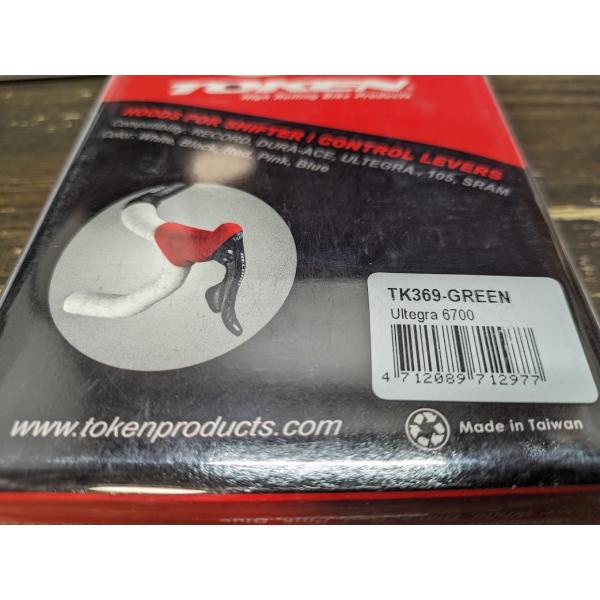 TOKEN
High Rolling Bike Products
HOODS FOR SHIFTER / CONTROL LEVERS
Compatibility: RECORD, DURA-ACE, ULTEGRA,, 105, SRAM
Color: White, Black, Red, Pink, Blue
TK369-GREEN
Ultegra 6700
4 712089 712977
www.tokenproducts.com
Made in Taiwan